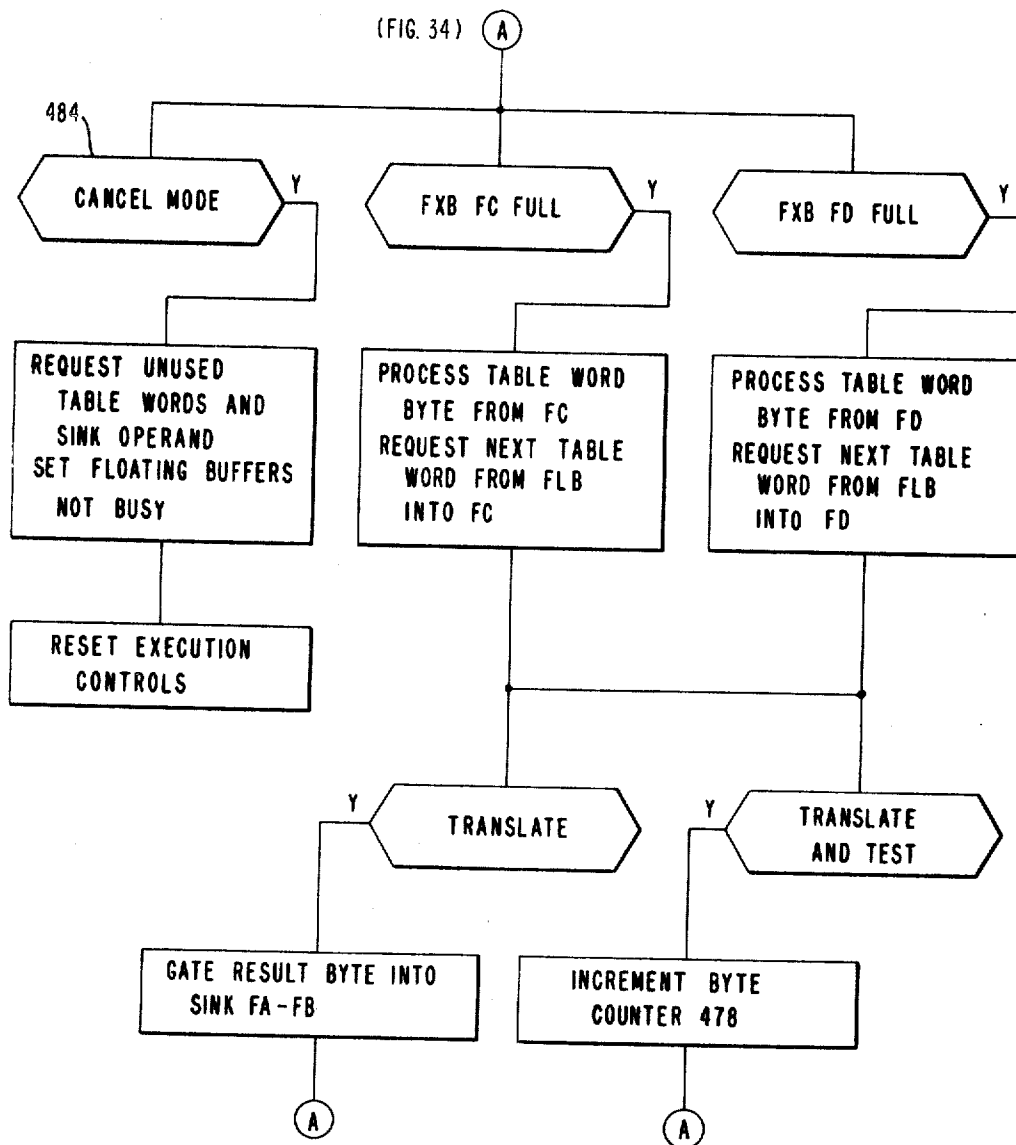 (FIG. 34) A
484
CANCEL MODE
Y
FXB FC FULL
Y
FXB FD FULL
Y
REQUEST UNUSED
TABLE WORDS AND
SINK OPERAND
SET FLOATING BUFFERS
NOT BUSY
PROCESS TABLE WORD
BYTE FROM FC
REQUEST NEXT TABLE
WORD FROM FLB
INTO FC
PROCESS TABLE WORD
BYTE FROM FD
REQUEST NEXT TABLE
WORD FROM FLB
INTO FD
RESET EXECUTION
CONTROLS
Y
TRANSLATE
Y
TRANSLATE
AND TEST
GATE RESULT BYTE INTO
SINK FA-FB
INCREMENT BYTE
COUNTER 478
A
A